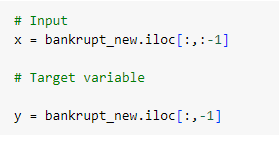 # Input
x = bankrupt_new.iloc[:,:-1]
# Target variable
y = bankrupt_new.iloc[:,-1]